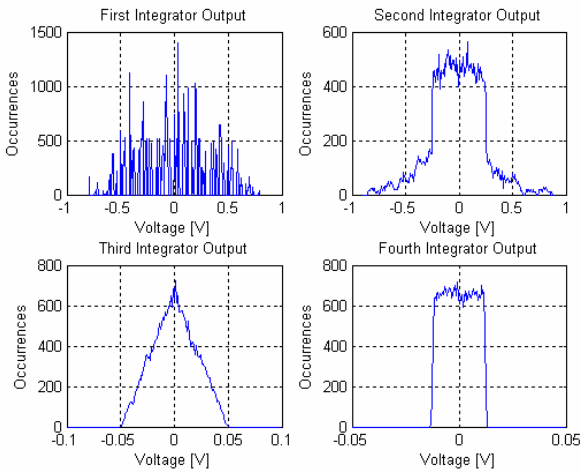 First Integrator Output
1500
1000
500
0
Occurrences
-1 -0.5 0 0.5 1
Voltage [V]
Second Integrator Output
600
400
200
0
Occurrences
-1 -0.5 0 0.5 1
Voltage [V]
Third Integrator Output
800
600
400
200
0
Occurrences
-0.1 -0.05 0 0.05 0.1
Voltage [V]
Fourth Integrator Output
800
600
400
200
0
Occurrences
-0.05 0 0.05
Voltage [V]